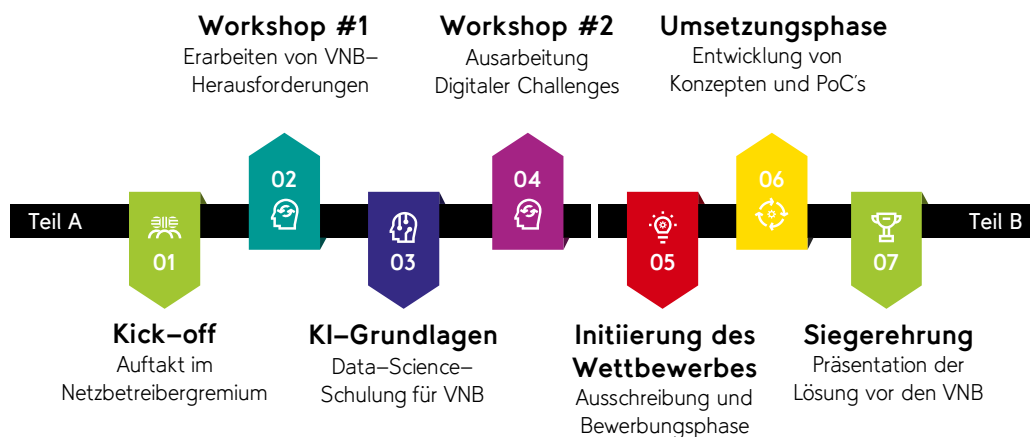 Workshop #1
Erarbeiten von VNB–
Herausforderungen
Workshop #2
Ausarbeitung
Digitaler Challenges
Umsetzungsphase
Entwicklung von
Konzepten und PoC's
02
04
06
Teil A
Teil B
01
03
05
07
Kick–off
Auftakt im
Netzbetreibergremium
KI–Grundlagen
Data–Science–
Schulung für VNB
Initiierung des
Wettbewerbes
Ausschreibung und
Bewerbungsphase
Siegerehrung
Präsentation der
Lösung vor den VNB